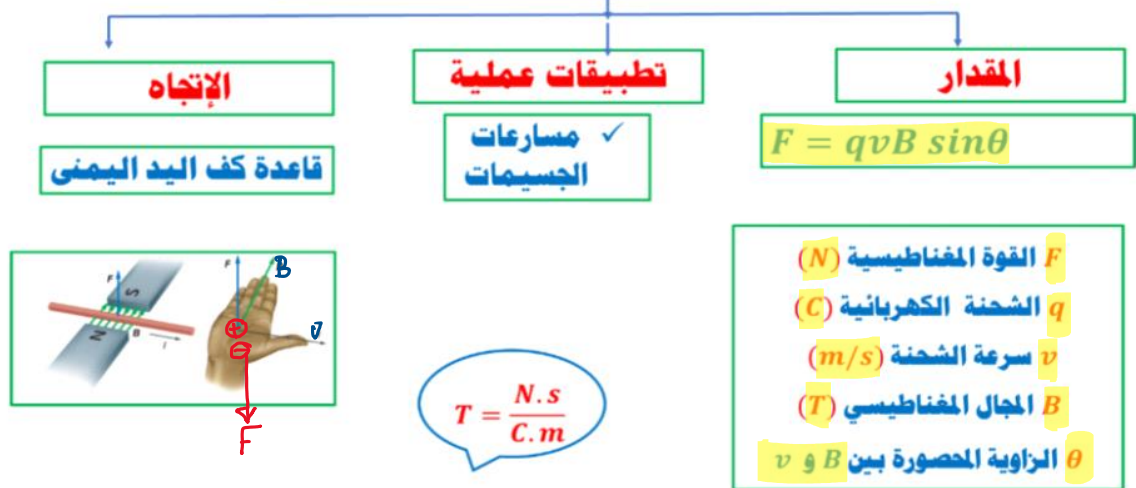 المقدار
F = qvB sinθ
F القوة المغناطيسية (N)
q الشحنة الكهربائية (C)
v سرعة الشحنة (m/s)
B المجال المغناطيسي (T)
θ الزاوية المحصورة بين B و v
تطبيقات عملية
✓ مسارعات
الجسيمات
T = N.s / C.m
الإتجاه
قاعدة كف اليد اليمنى
F
S
N
B
I
F
B
v
+
−
F